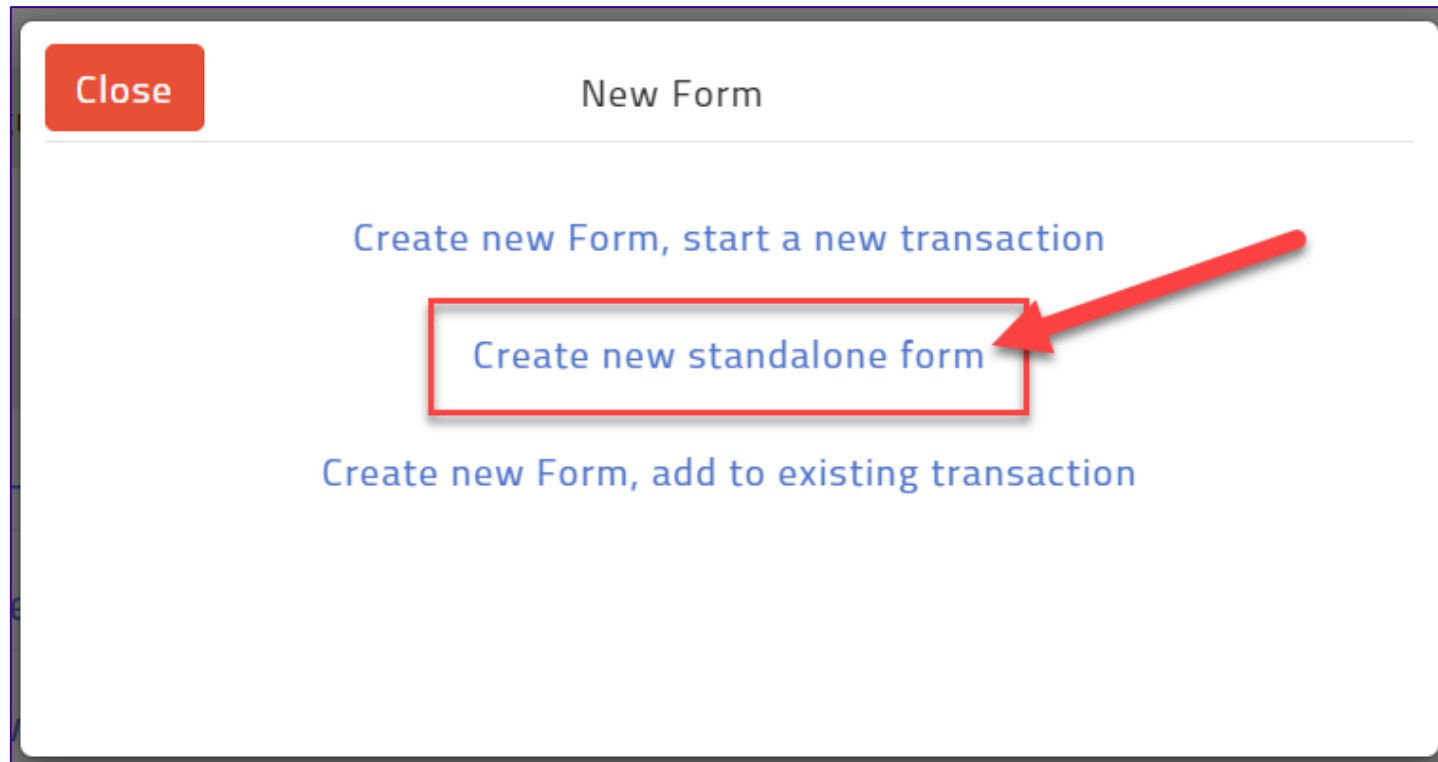 Close
New Form
Create new Form, start a new transaction
Create new standalone form
Create new Form, add to existing transaction